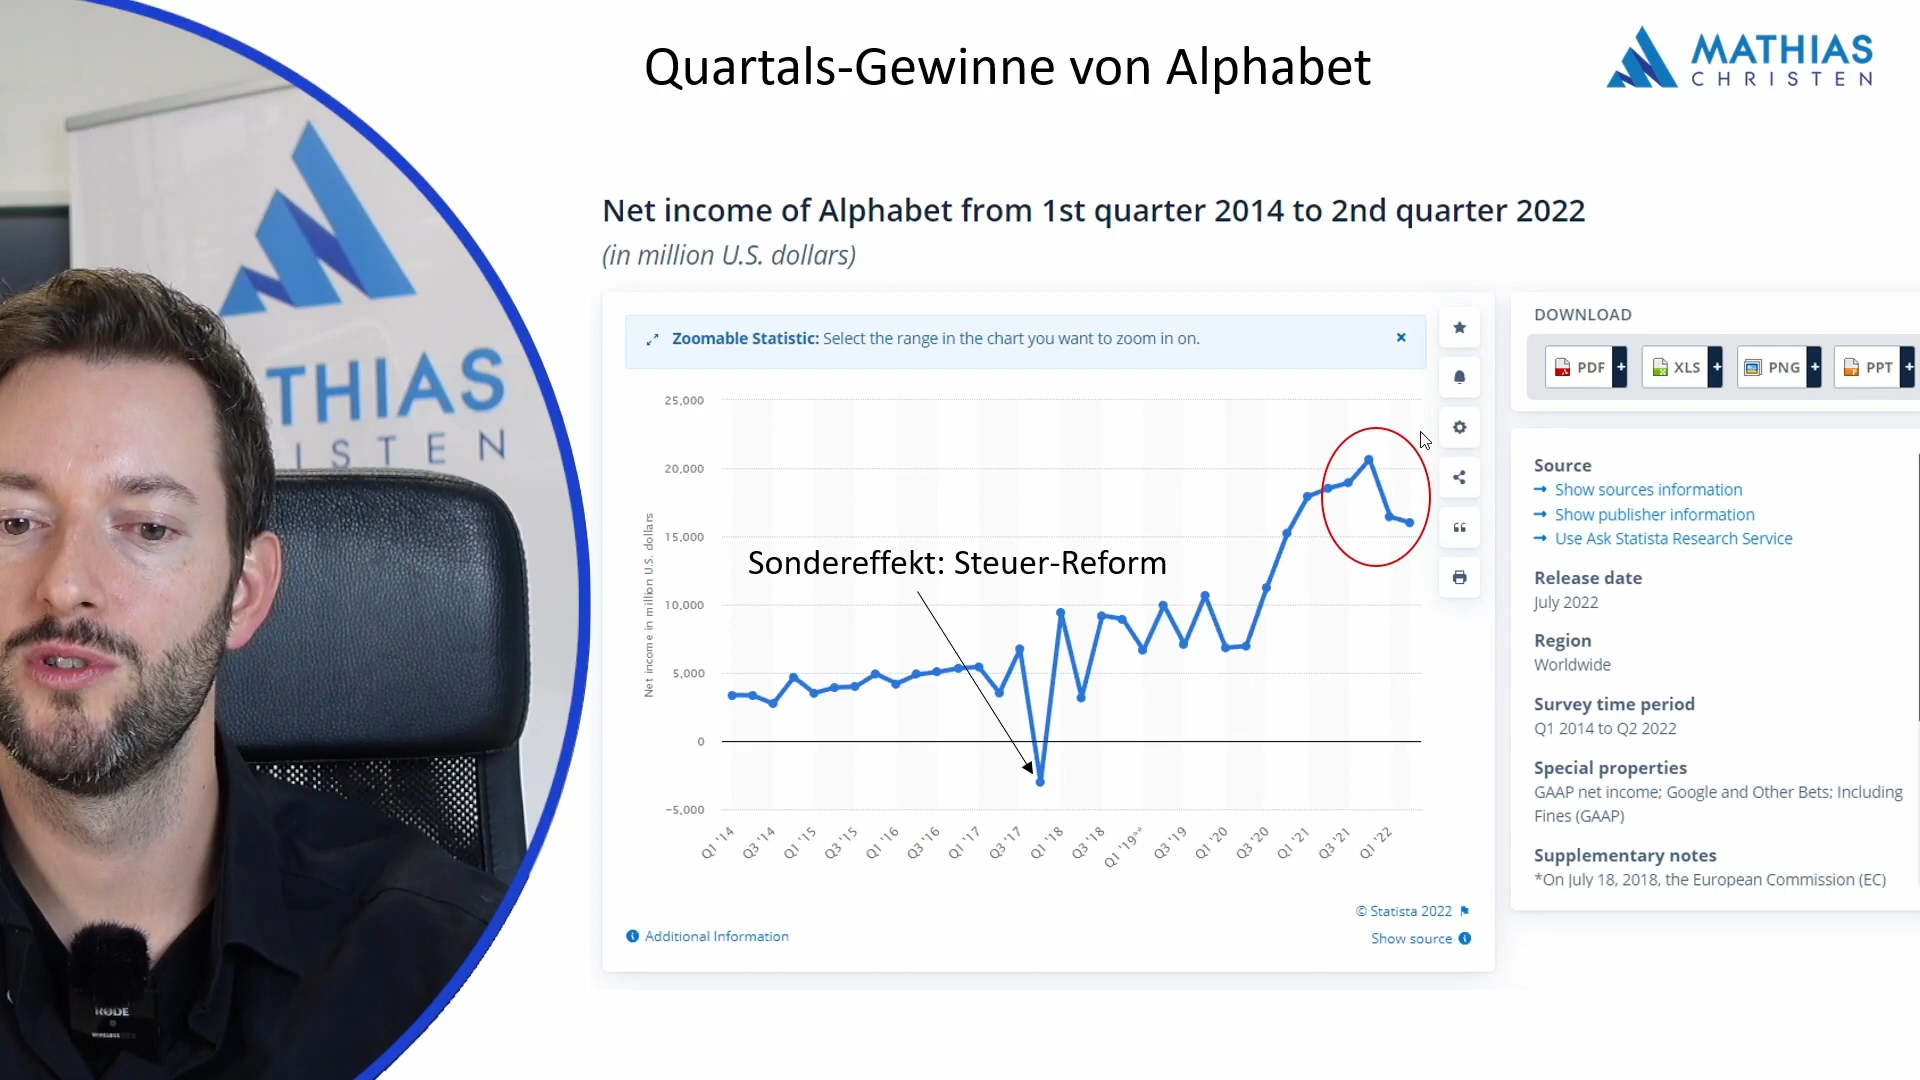 Quartals-Gewinne von Alphabet
MATHIAS
CHRISTEN
THIAS
ISTEN
RØDE
WIRELESS
Net income of Alphabet from 1st quarter 2014 to 2nd quarter 2022
(in million U.S. dollars)
Zoomable Statistic: Select the range in the chart you want to zoom in on.
Net income in million U.S. dollars
25,000
20,000
15,000
10,000
5,000
0
−5,000
Sondereffekt: Steuer-Reform
Q1 '14
Q3 '14
Q1 '15
Q3 '15
Q1 '16
Q3 '16
Q1 '17
Q3 '17
Q1 '18
Q3 '18
Q1 '19**
Q3 '19
Q1 '20
Q3 '20
Q1 '21
Q3 '21
Q1 '22
© Statista 2022
Additional Information
Show source
DOWNLOAD
PDF + XLS + PNG + PPT +
Source
Show sources information
Show publisher information
Use Ask Statista Research Service
Release date
July 2022
Region
Worldwide
Survey time period
Q1 2014 to Q2 2022
Special properties
GAAP net income; Google and Other Bets; Including
Fines (GAAP)
Supplementary notes
*On July 18, 2018, the European Commission (EC)